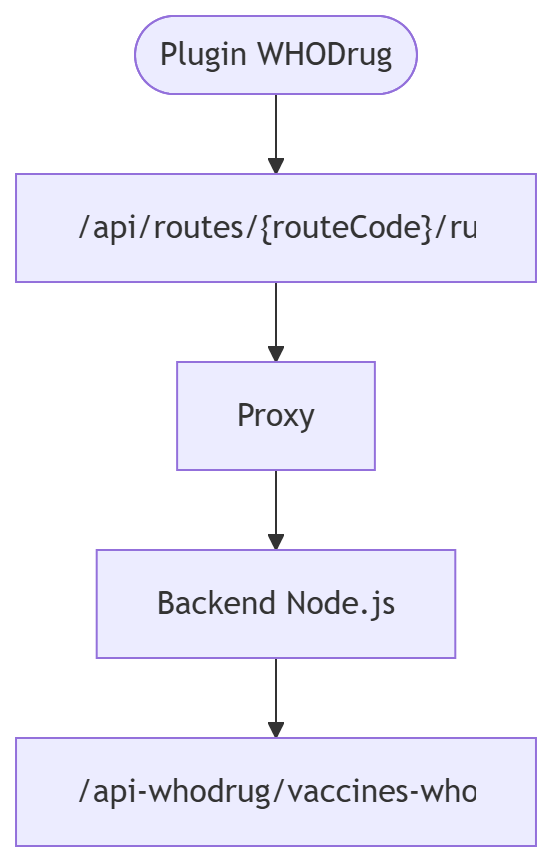 Plugin WHODrug
/api/routes/{routeCode}/ru
Proxy
Backend Node.js
/api-whodrug/vaccines-who